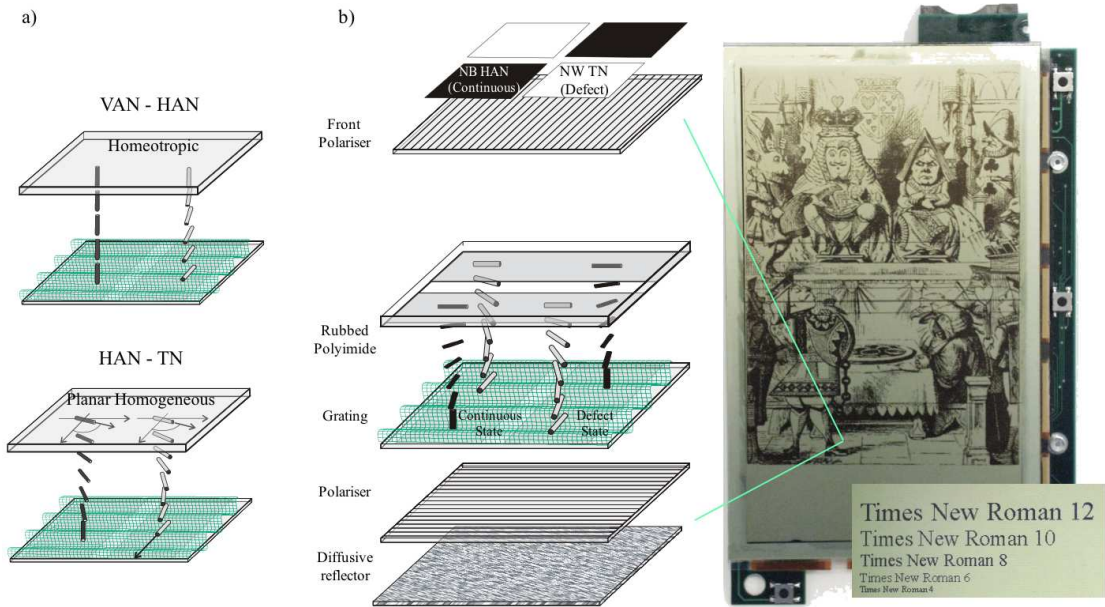 a)
VAN - HAN
Homeotropic
HAN - TN
Planar Homogeneous
b)
NB HAN
(Continuous)
NW TN
(Defect)
Front
Polariser
Rubbed
Polyimide
Grating
Continuous
State
Defect
State
Polariser
Diffusive
reflector
Times New Roman 12
Times New Roman 10
Times New Roman 8
Times New Roman 6
Times New Roman 4